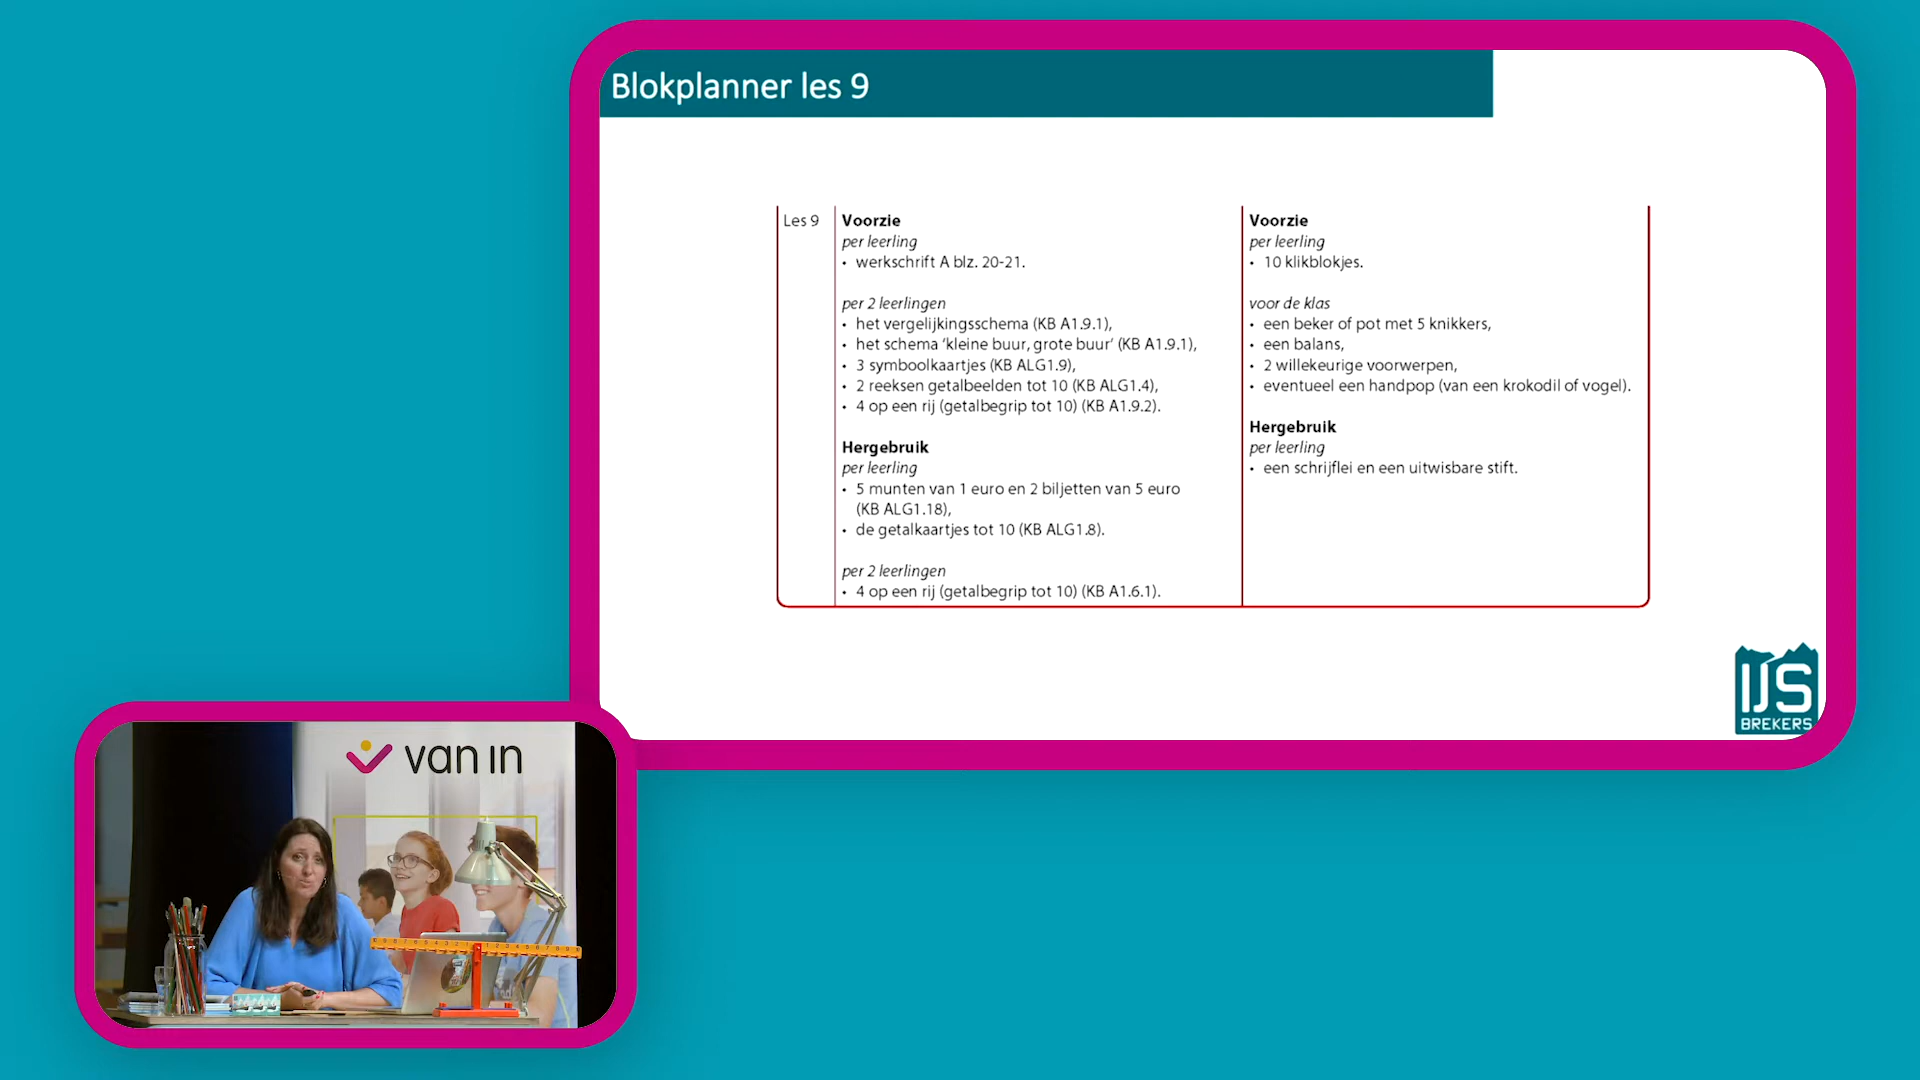 Blokplanner les 9
Les 9
Voorzie
per leerling
• werkschrift A blz. 20-21.
per 2 leerlingen
• het vergelijkingsschema (KB A1.9.1),
• het schema ‘kleine buur, grote buur’ (KB A1.9.1),
• 3 symboolkaartjes (KB ALG1.9),
• 2 reeksen getalbeelden tot 10 (KB ALG1.4),
• 4 op een rij (getalbegrip tot 10) (KB A1.9.2).
Hergebruik
per leerling
• 5 munten van 1 euro en 2 biljetten van 5 euro
(KB ALG1.18),
• de getalkaartjes tot 10 (KB ALG1.8).
per 2 leerlingen
• 4 op een rij (getalbegrip tot 10) (KB A1.6.1).
Voorzie
per leerling
• 10 klikblokjes.
voor de klas
• een beker of pot met 5 knikkers,
• een balans,
• 2 willekeurige voorwerpen,
• eventueel een handpop (van een krokodil of vogel).
Hergebruik
per leerling
• een schrijflei en een uitwisbare stift.
IJS
BREKERS
van in